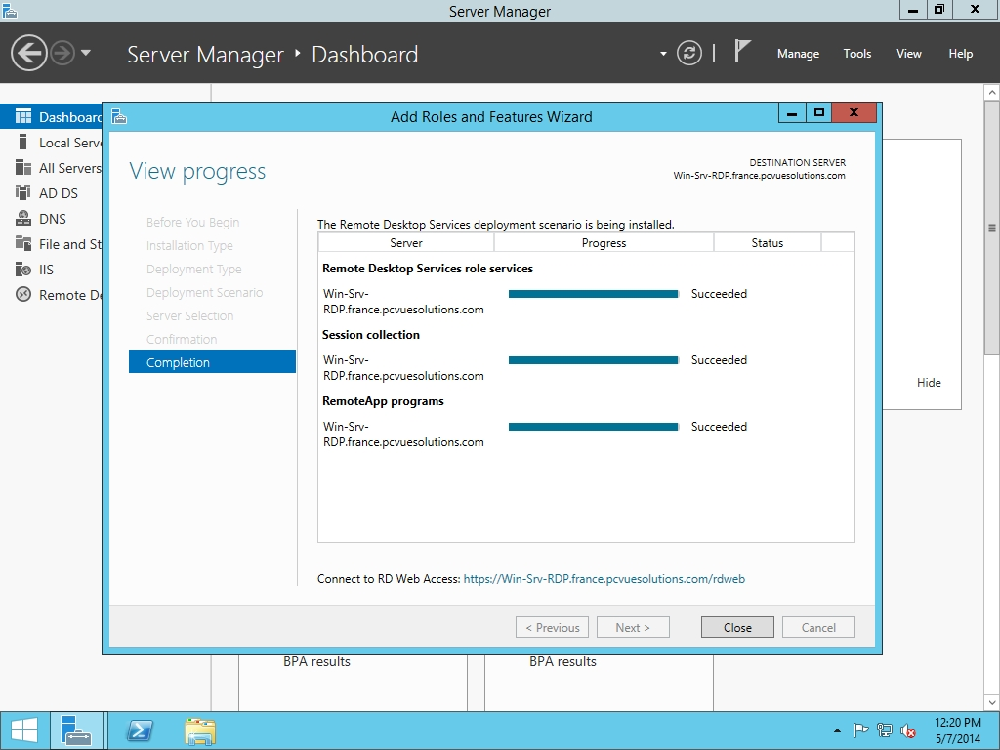 Server Manager
Server Manager ‣ Dashboard
Manage
Tools
View
Help
Dashboard
Local Serve
All Servers
AD DS
DNS
File and St
IIS
Remote De
Add Roles and Features Wizard
View progress
DESTINATION SERVER
Win-Srv-RDP.france.pcvuesolutions.com
Before You Begin
Installation Type
Deployment Type
Deployment Scenario
Server Selection
Confirmation
Completion
The Remote Desktop Services deployment scenario is being installed.
Server Progress Status
Remote Desktop Services role services
Win-Srv-
RDP.france.pcvuesolutions.com
Succeeded
Session collection
Win-Srv-
RDP.france.pcvuesolutions.com
Succeeded
RemoteApp programs
Win-Srv-
RDP.france.pcvuesolutions.com
Succeeded
Connect to RD Web Access: https://Win-Srv-RDP.france.pcvuesolutions.com/rdweb
< Previous
Next >
Close
Cancel
Hide
BPA results
BPA results
12:20 PM
5/7/2014